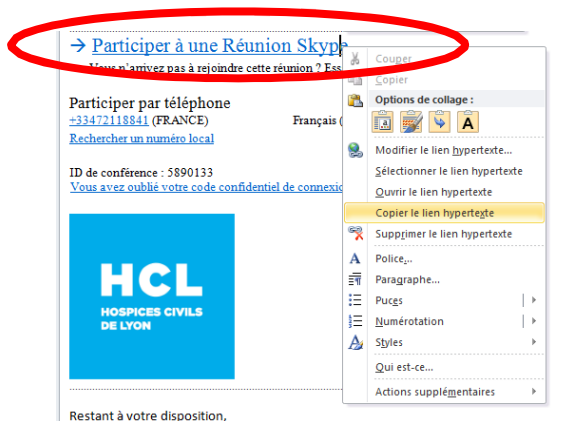 → Participer à une Réunion Skype
Vous n'arrivez pas à rejoindre cette réunion ? Ess
Participer par téléphone
+33472118841 (FRANCE) Français (
Rechercher un numéro local
ID de conférence : 5890133
Vous avez oublié votre code confidentiel de connexio
HCL
HOSPICES CIVILS
DE LYON
Restant à votre disposition,
Couper
Copier
Options de collage :
A
Modifier le lien hypertexte...
Sélectionner le lien hypertexte
Ouvrir le lien hypertexte
Copier le lien hypertexte
Supprimer le lien hypertexte
A Police...
Paragraphe...
Puces
Numérotation
Styles
Qui est-ce...
Actions supplémentaires